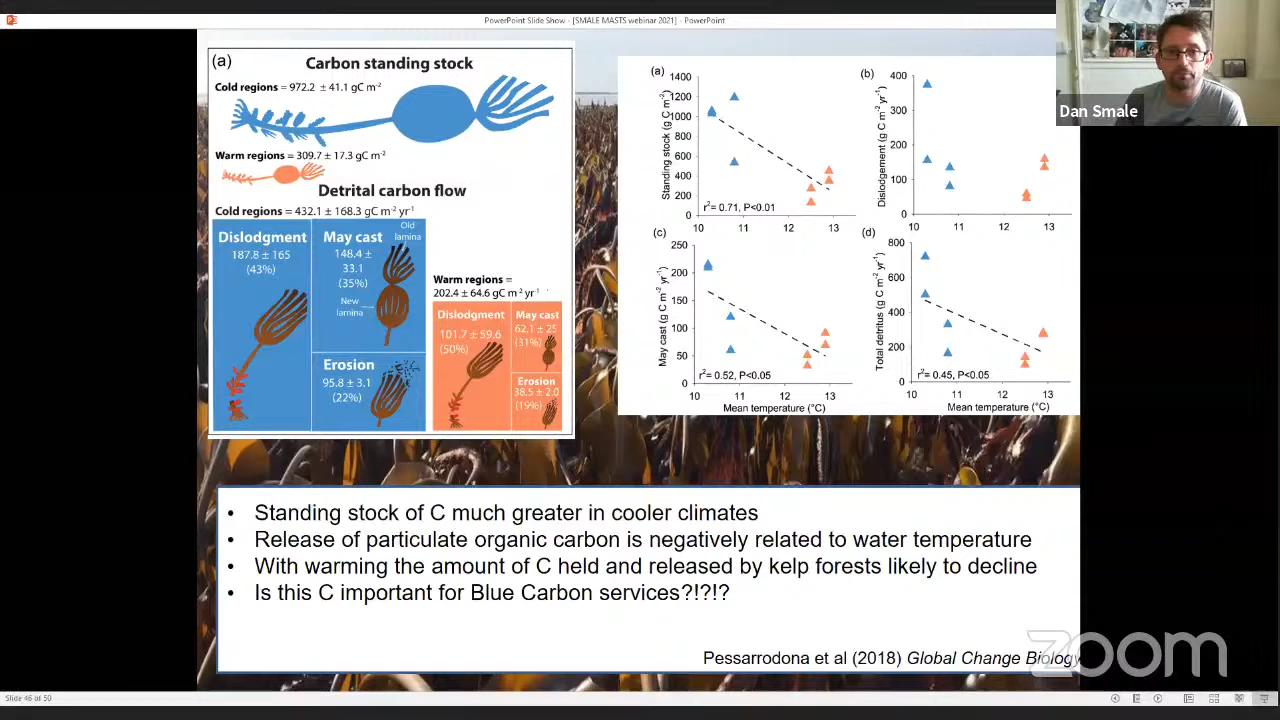 PowerPoint Slide Show - [SMALE MASTS webinar 2021] - PowerPoint
Dan Smale
(a)
Carbon standing stock
Cold regions = 972.2 ± 41.1 gC m-2
Warm regions = 309.7 ± 17.3 gC m-2
Detrital carbon flow
Cold regions = 432.1 ± 168.3 gC m-2 yr-1
Dislodgment
187.8 ± 165
(43%)
May cast
148.4 ±
33.1
(35%)
Old
lamina
New
lamina
Erosion
95.8 ± 3.1
(22%)
Warm regions =
202.4 ± 64.6 gC m-2 yr-1
Dislodgment
101.7 ± 59.6
(50%)
May cast
62.1 ± 25
(31%)
Erosion
38.5 ± 2.0
(19%)
(a)
Standing stock (g C m-2)
1400
1200
1000
800
600
400
200
0
r2= 0.71, P<0.01
10 11 12 13
(b)
Dislodgement (g C m-2 yr-1)
400
300
200
100
0
10 11 12 13
(c)
May cast (g C m-2 yr-1)
250
200
150
100
50
0
r2= 0.52, P<0.05
10 11 12 13
Mean temperature (°C)
(d)
Total detritus (g C m-2 yr-1)
800
600
400
200
0
r2= 0.45, P<0.05
10 11 12 13
Mean temperature (°C)
• Standing stock of C much greater in cooler climates
• Release of particulate organic carbon is negatively related to water temperature
• With warming the amount of C held and released by kelp forests likely to decline
• Is this C important for Blue Carbon services?!?!?
Pessarrodona et al (2018) Global Change Biology
zoom
Slide 46 of 50